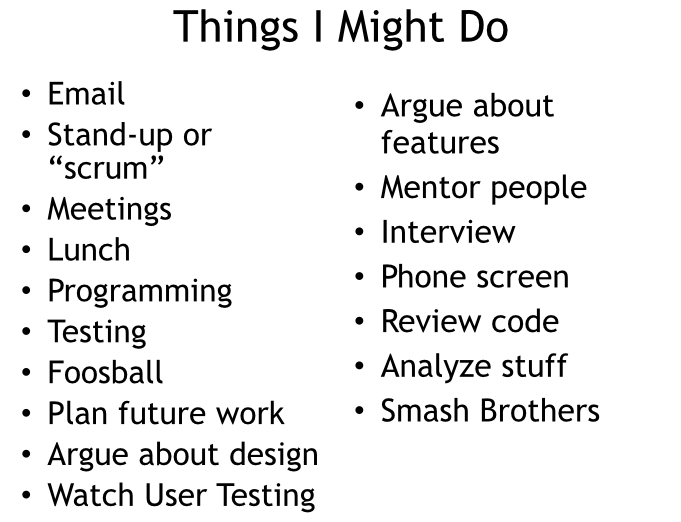 Things I Might Do
• Email
• Stand-up or
“scrum”
• Meetings
• Lunch
• Programming
• Testing
• Foosball
• Plan future work
• Argue about design
• Watch User Testing
• Argue about
features
• Mentor people
• Interview
• Phone screen
• Review code
• Analyze stuff
• Smash Brothers